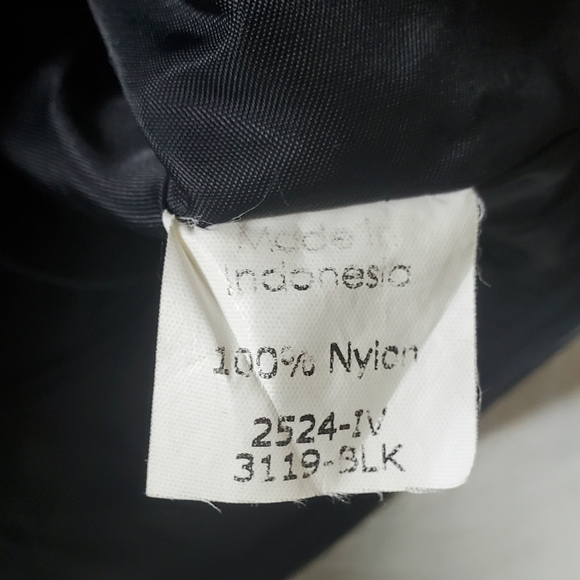 Made in
Indonesia
100% Nylon
2524-IV
3119-BLK